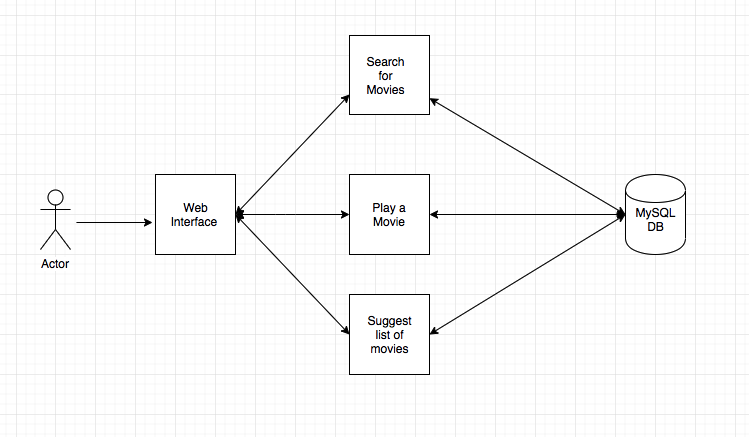 Actor
Web
Interface
Search
for
Movies
Play a
Movie
Suggest
list of
movies
MySQL
DB